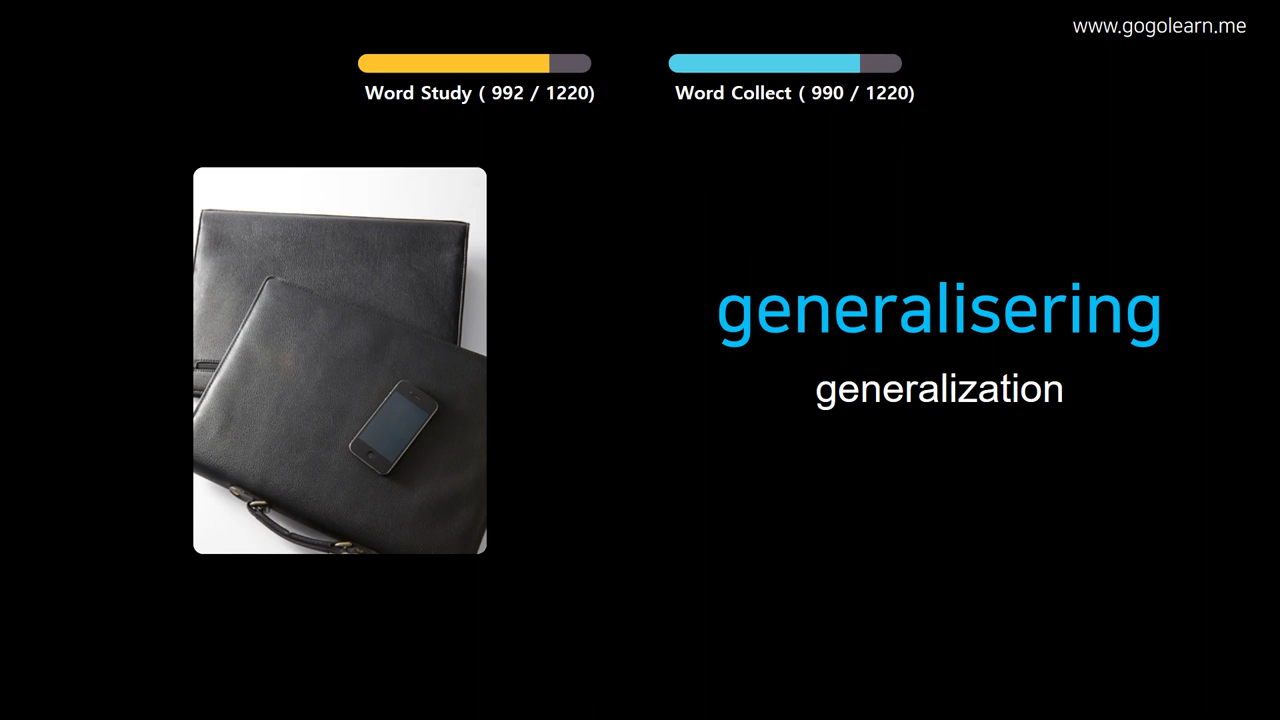 www.gogolearn.me
Word Study ( 992 / 1220)
Word Collect ( 990 / 1220)
generalisering
generalization